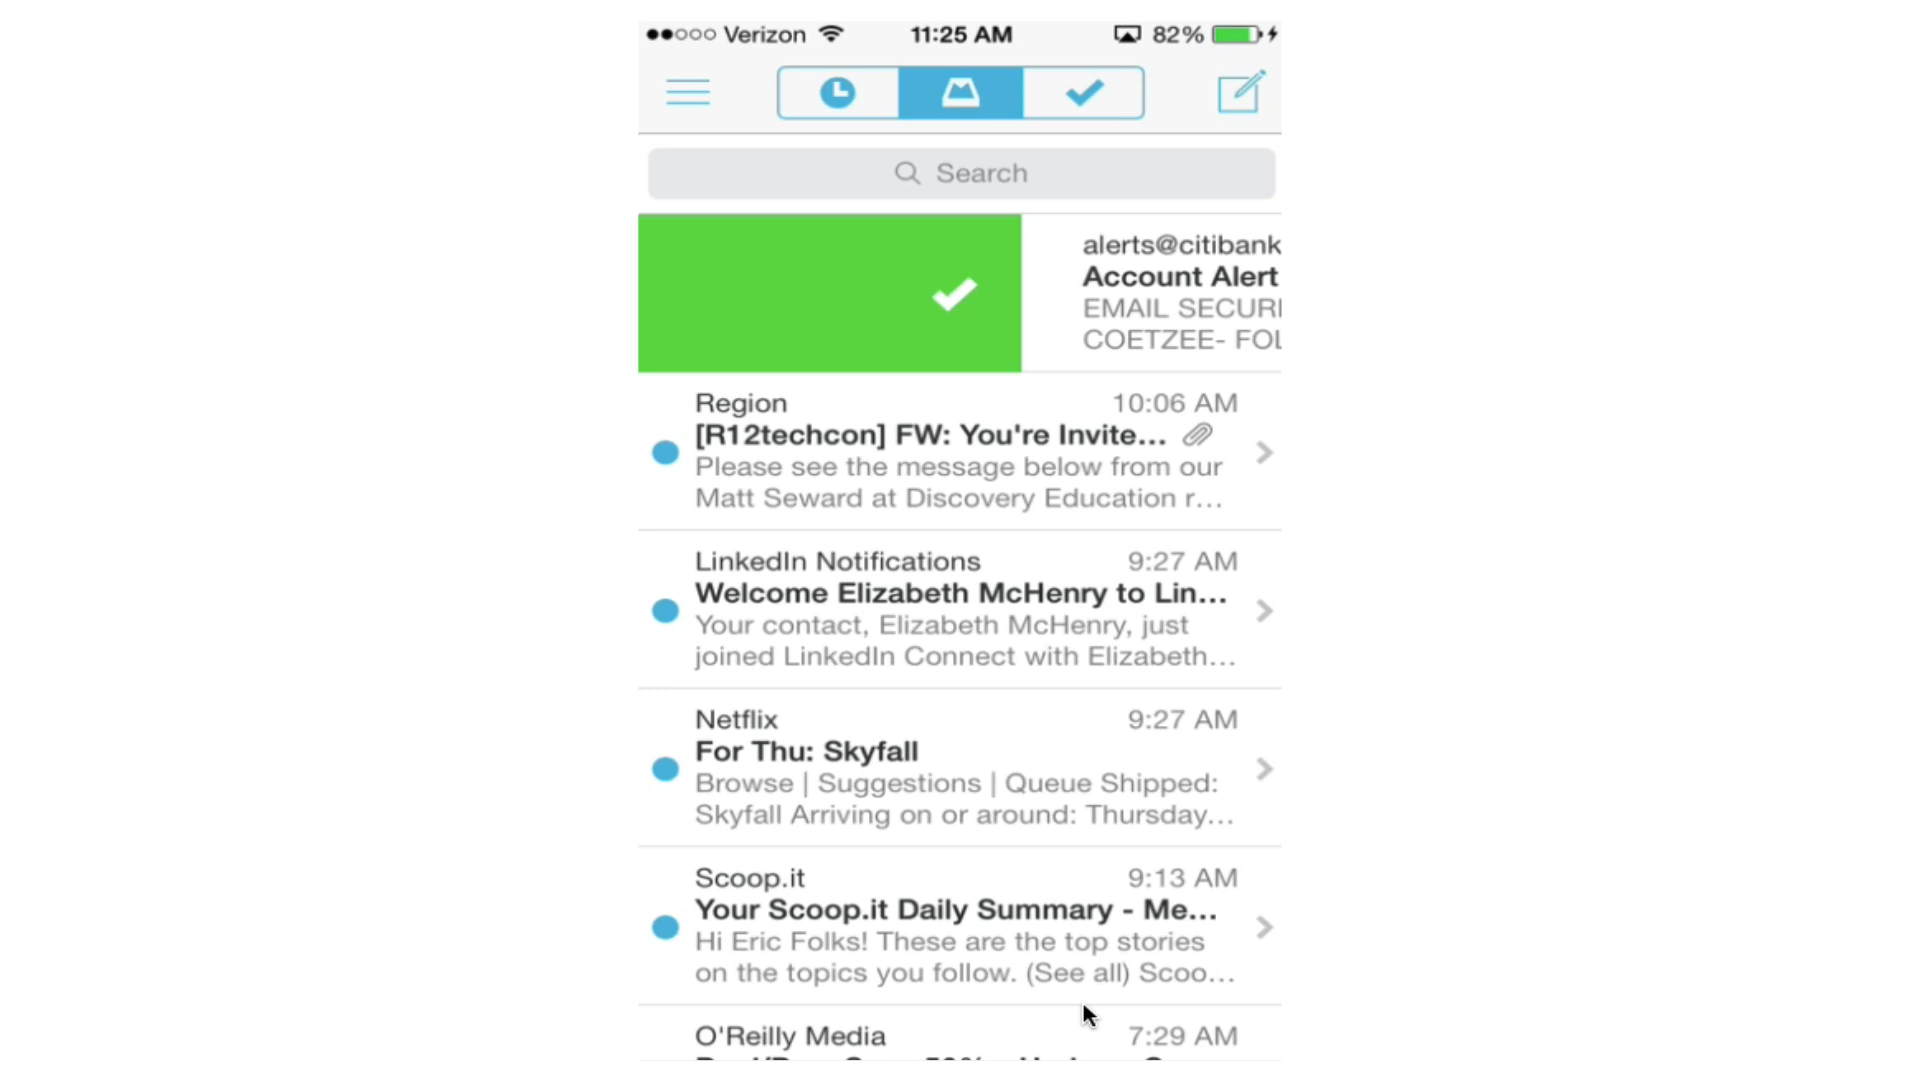 Verizon 11:25 AM 82%
Search
alerts@citibank
Account Alert
EMAIL SECURI
COETZEE- FOL
Region 10:06 AM
[R12techcon] FW: You're Invite...
Please see the message below from our
Matt Seward at Discovery Education r...
LinkedIn Notifications 9:27 AM
Welcome Elizabeth McHenry to Lin...
Your contact, Elizabeth McHenry, just
joined LinkedIn Connect with Elizabeth...
Netflix 9:27 AM
For Thu: Skyfall
Browse | Suggestions | Queue Shipped:
Skyfall Arriving on or around: Thursday...
Scoop.it 9:13 AM
Your Scoop.it Daily Summary - Me...
Hi Eric Folks! These are the top stories
on the topics you follow. (See all) Scoo...
O'Reilly Media 7:29 AM